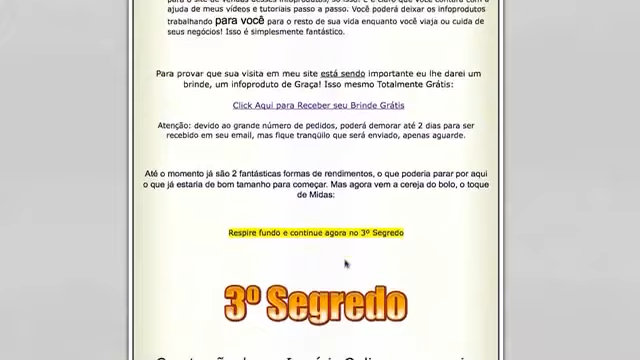 ajuda de meus vídeos e tutoriais passo a passo. Você poderá deixar os infoprodutos
trabalhando para você para o resto de sua vida enquanto você viaja ou cuida de
seus negócios! Isso é simplesmente fantástico.
Para provar que sua visita em meu site está sendo importante eu lhe darei um
brinde, um infoproduto de Graça! Isso mesmo Totalmente Grátis:
Click Aqui para Receber seu Brinde Grátis
Atenção: devido ao grande número de pedidos, poderá demorar até 2 dias para ser
recebido em seu email, mas fique tranqüilo que será enviado, apenas aguarde.
Até o momento já são 2 fantásticas formas de rendimentos, o que poderia parar por aqui
o que já estaria de bom tamanho para começar. Mas agora vem a cereja do bolo, o toque
de Midas:
Respire fundo e continue agora no 3º Segredo
3º Segredo